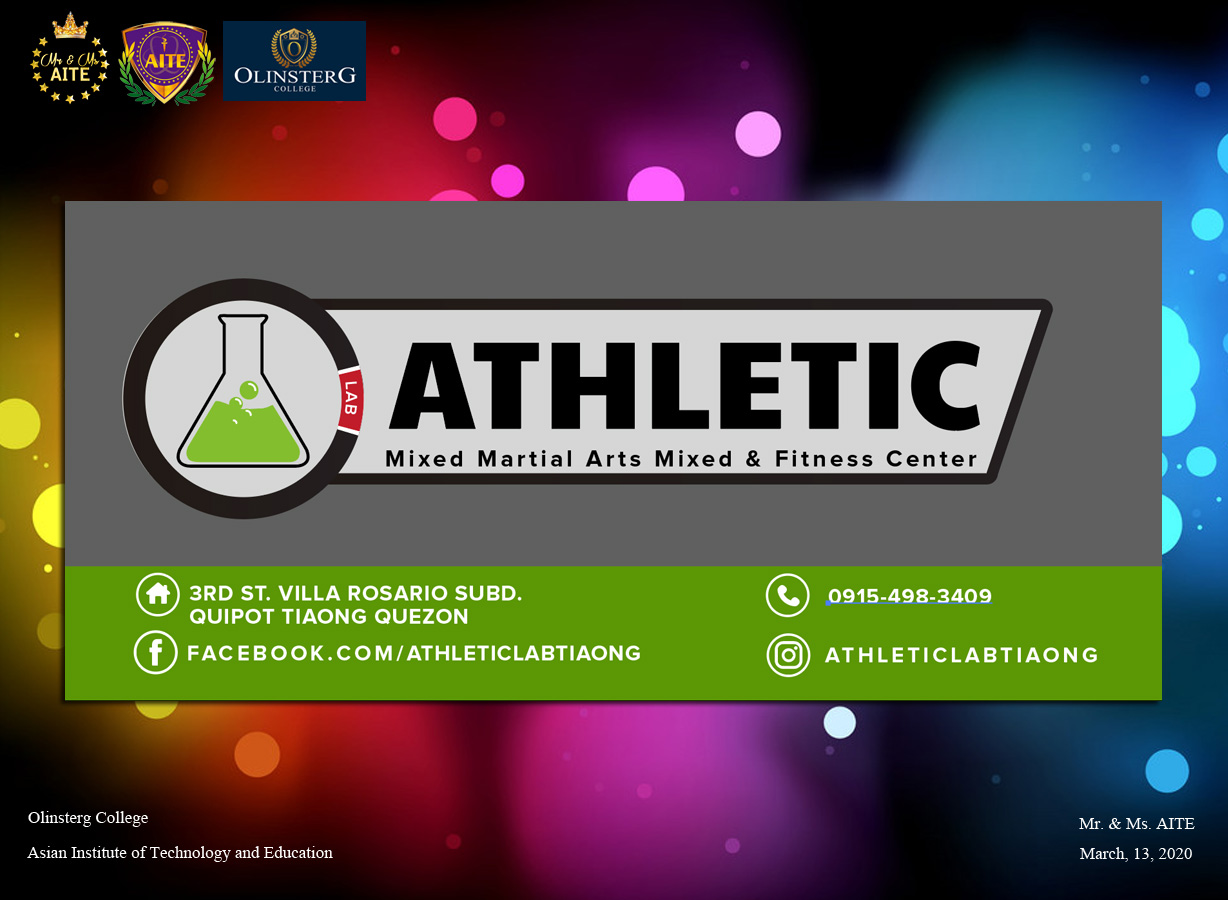 Mr & Ms
AITE
AITE
OLINSTERG
COLLEGE
LAB
ATHLETIC
Mixed Martial Arts Mixed & Fitness Center
3RD ST. VILLA ROSARIO SUBD.
QUIPOT TIAONG QUEZON
FACEBOOK.COM/ATHLETICLABTIAONG
0915-498-3409
ATHLETICLABTIAONG
Olinsterg College
Asian Institute of Technology and Education
Mr. & Ms. AITE
March, 13, 2020